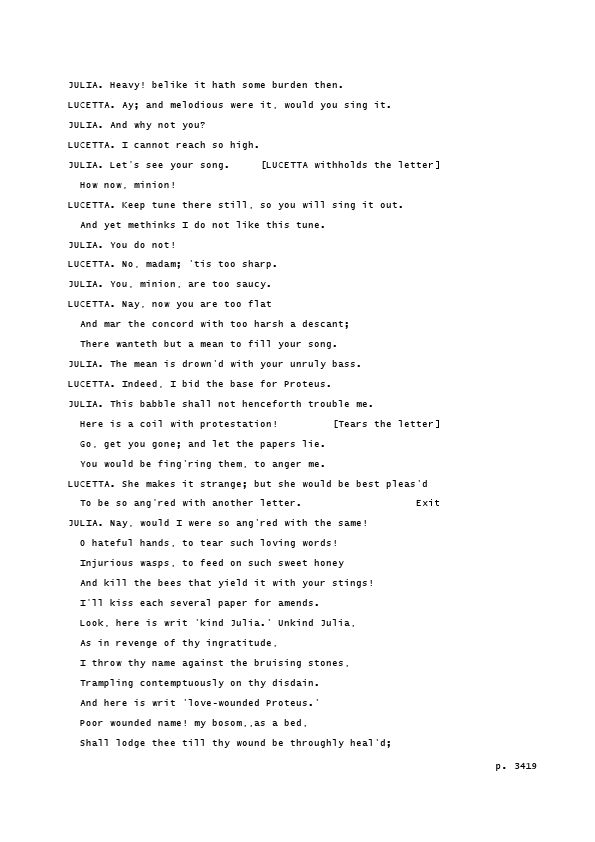 JULIA. Heavy! belike it hath some burden then.
LUCETTA. Ay; and melodious were it, would you sing it.
JULIA. And why not you?
LUCETTA. I cannot reach so high.
JULIA. Let's see your song.     [LUCETTA withholds the letter]
  How now, minion!
LUCETTA. Keep tune there still, so you will sing it out.
  And yet methinks I do not like this tune.
JULIA. You do not!
LUCETTA. No, madam; 'tis too sharp.
JULIA. You, minion, are too saucy.
LUCETTA. Nay, now you are too flat
  And mar the concord with too harsh a descant;
  There wanteth but a mean to fill your song.
JULIA. The mean is drown'd with your unruly bass.
LUCETTA. Indeed, I bid the base for Proteus.
JULIA. This babble shall not henceforth trouble me.
  Here is a coil with protestation!         [Tears the letter]
  Go, get you gone; and let the papers lie.
  You would be fing'ring them, to anger me.
LUCETTA. She makes it strange; but she would be best pleas'd
  To be so ang'red with another letter.                   Exit
JULIA. Nay, would I were so ang'red with the same!
  O hateful hands, to tear such loving words!
  Injurious wasps, to feed on such sweet honey
  And kill the bees that yield it with your stings!
  I'll kiss each several paper for amends.
  Look, here is writ 'kind Julia.' Unkind Julia,
  As in revenge of thy ingratitude,
  I throw thy name against the bruising stones,
  Trampling contemptuously on thy disdain.
  And here is writ 'love-wounded Proteus.'
  Poor wounded name! my bosom,,as a bed,
  Shall lodge thee till thy wound be throughly heal'd;
p. 3419